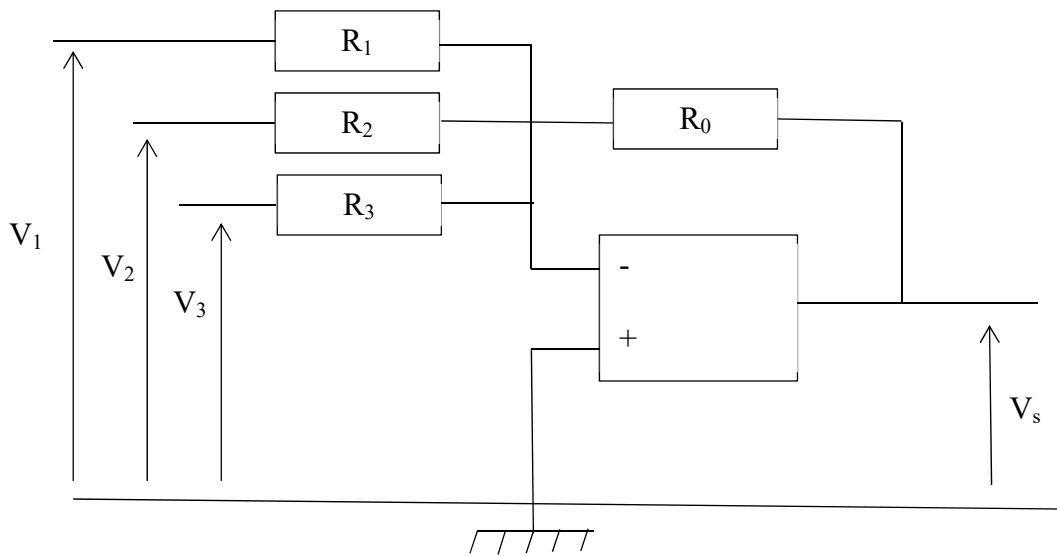 R₁
R₂
R₀
R₃
V₁
V₂
V₃
-
+
Vₛ